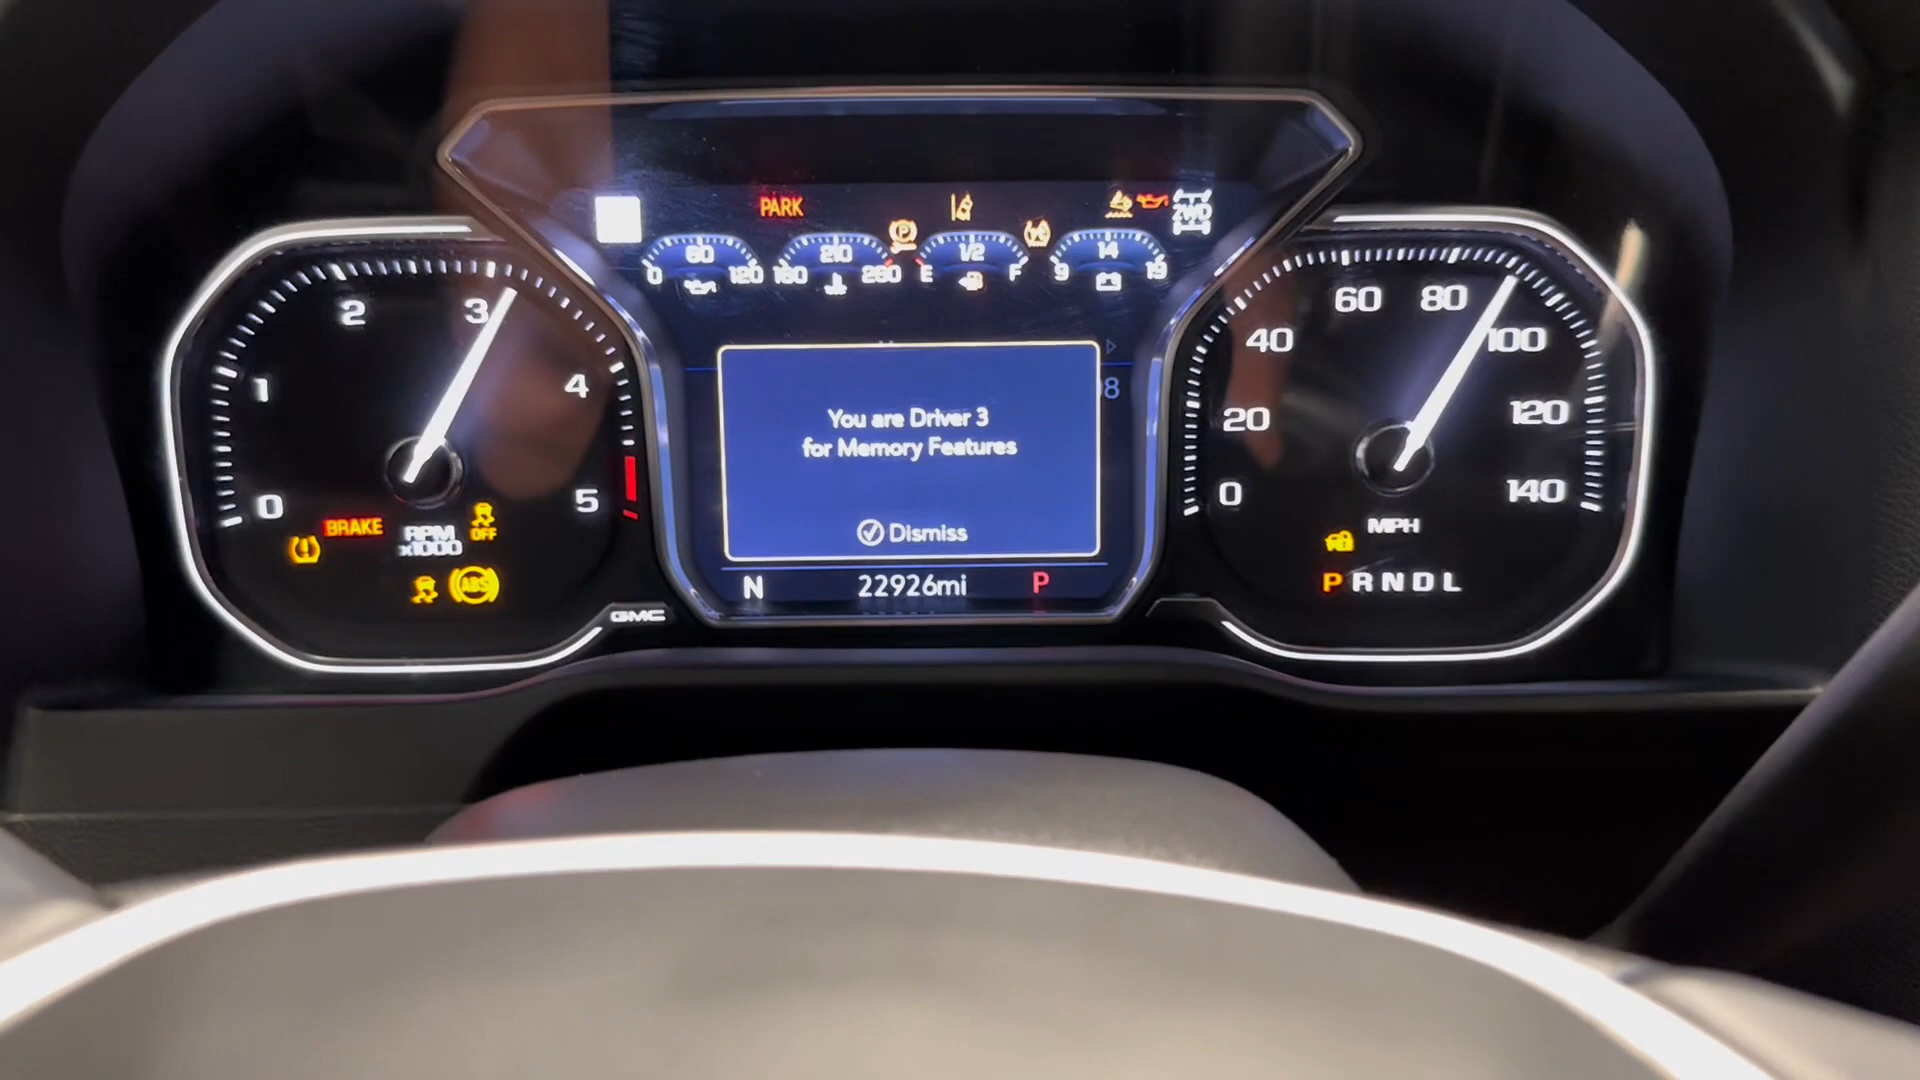 PARK
2WD
60
0 120
210
160 260
1/2
E F
14
9 19
0
1
2
3
4
5
RPM
x1000
BRAKE
OFF
ABS
GMC
You are Driver 3
for Memory Features
Dismiss
N 22926mi P
0
20
40
60
80
100
120
140
MPH
P R N D L